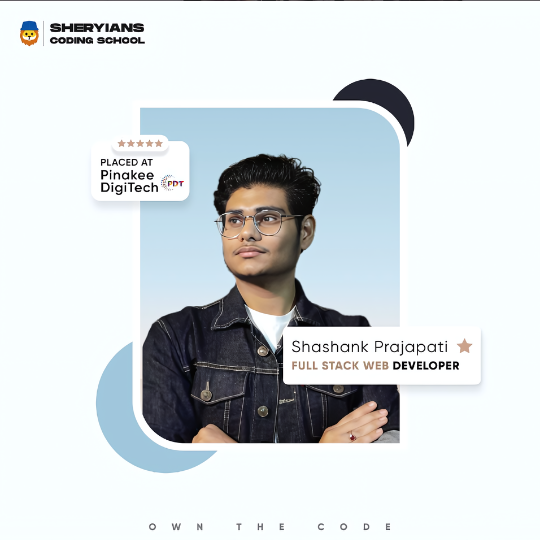 SHERYIANS
CODING SCHOOL
PLACED AT
Pinakee
DigiTech
PDT
Shashank Prajapati
FULL STACK WEB DEVELOPER
OWN THE CODE